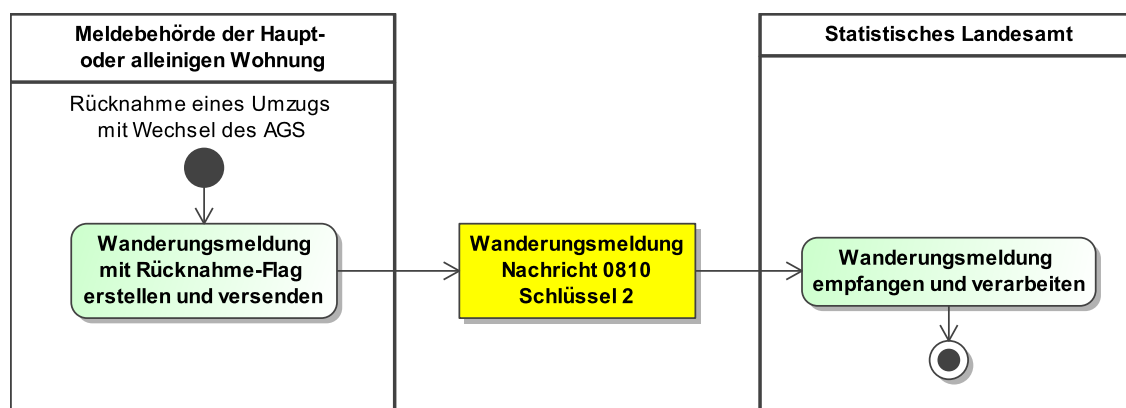 Meldebehörde der Haupt-
oder alleinigen Wohnung
Statistisches Landesamt
Rücknahme eines Umzugs
mit Wechsel des AGS
Wanderungsmeldung
mit Rücknahme-Flag
erstellen und versenden
Wanderungsmeldung
Nachricht 0810
Schlüssel 2
Wanderungsmeldung
empfangen und verarbeiten